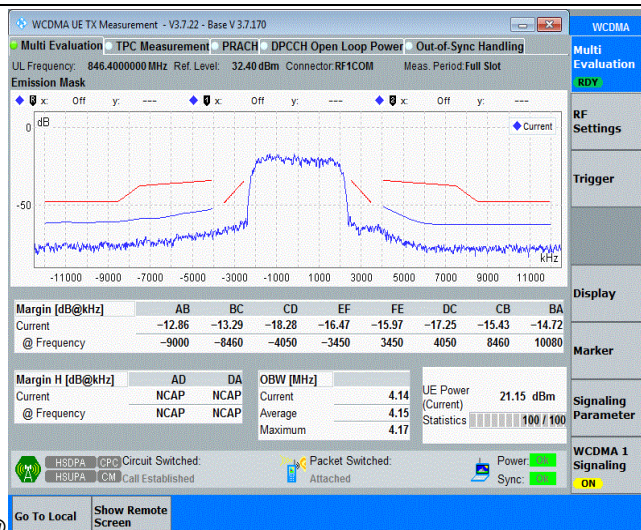 WCDMA UE TX Measurement - V3.7.22 - Base V 3.7.170
WCDMA
Multi Evaluation TPC Measurement PRACH DPCCH Open Loop Power Out-of-Sync Handling
Multi
Evaluation
RDY
UL Frequency: 846.4000000 MHz Ref. Level: 32.40 dBm Connector: RF1COM Meas. Period: Full Slot
Emission Mask
x: Off y: --- x: Off y: --- x: Off y: ---
RF
Settings
dB
0
Current
Trigger
-50
kHz
-11000 -9000 -7000 -5000 -3000 -1000 1000 3000 5000 7000 9000 11000
Display
Margin [dB@kHz] AB BC CD EF FE DC CB BA
Current -12.86 -13.29 -18.28 -16.47 -15.97 -17.25 -15.43 -14.72
@ Frequency -9000 -8460 -4050 -3450 3450 4050 8460 10080
Marker
Margin H [dB@kHz] AD DA
Current NCAP NCAP
@ Frequency NCAP NCAP
OBW [MHz]
Current 4.14
Average 4.15
Maximum 4.17
UE Power
(Current) 21.15 dBm
Statistics 100 / 100
Signaling
Parameter
HSDPA CPC Circuit Switched: Packet Switched: Power: OK
HSUPA CM Call Established Attached Sync: OK
WCDMA 1
Signaling
ON
Go To Local
Show Remote
Screen